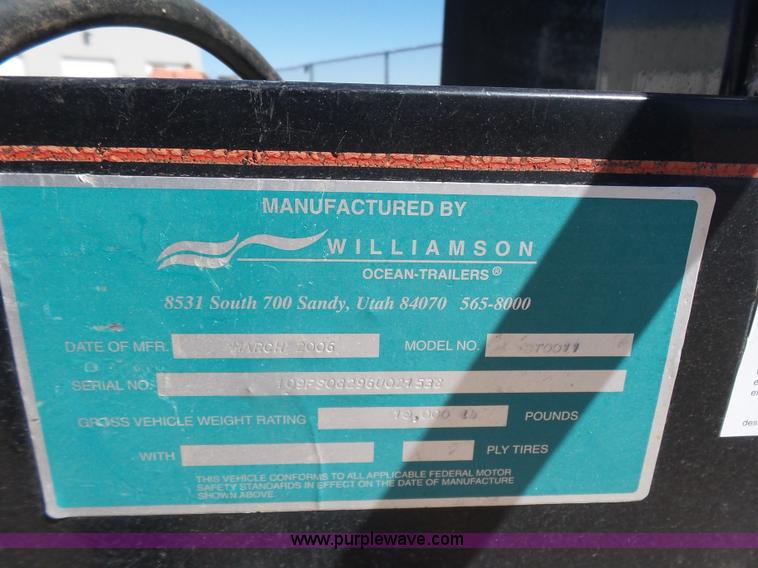 MANUFACTURED BY
WILLIAMSON
OCEAN-TRAILERS®
8531 South 700 Sandy, Utah 84070 565-8000
DATE OF MFR. MARCH 2006 MODEL NO.
SERIAL NO.
GROSS VEHICLE WEIGHT RATING POUNDS
WITH PLY TIRES
THIS VEHICLE CONFORMS TO ALL APPLICABLE FEDERAL MOTOR
SAFETY STANDARDS IN EFFECT ON THE DATE OF MANUFACTURE
SHOWN ABOVE
www.purplewave.com